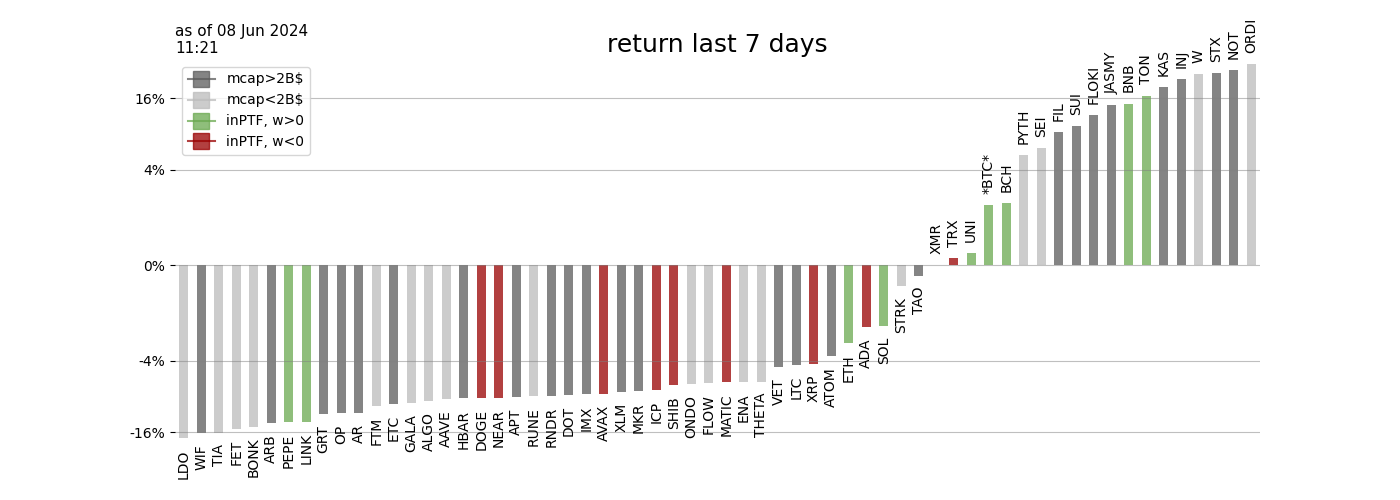 as of 08 Jun 2024
11:21
return last 7 days
mcap>2B$
mcap<2B$
inPTF, w>0
inPTF, w<0
16%
4%
0%
-4%
-16%
LDO
WIF
TIA
FET
BONK
ARB
PEPE
LINK
GRT
OP
AR
FTM
ETC
GALA
ALGO
AAVE
HBAR
DOGE
NEAR
APT
RUNE
RNDR
DOT
IMX
AVAX
XLM
MKR
ICP
SHIB
ONDO
FLOW
MATIC
ENA
THETA
VET
LTC
XRP
ATOM
ETH
ADA
SOL
STRK
TAO
XMR
TRX
UNI
*BTC*
BCH
PYTH
SEI
FIL
SUI
FLOKI
JASMY
BNB
TON
KAS
INJ
W
STX
NOT
ORDI